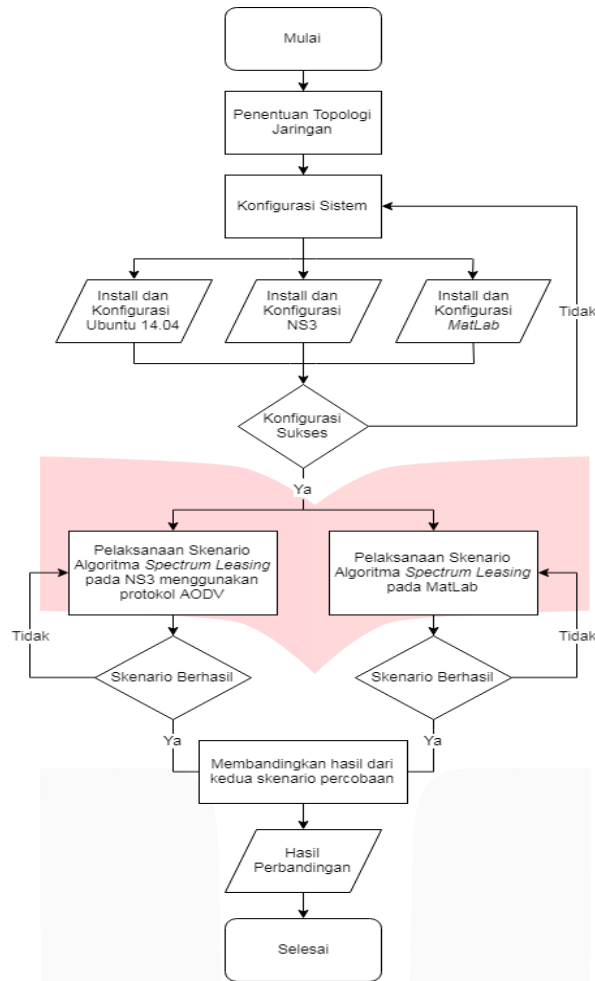 Mulai
Penentuan Topologi
Jaringan
Konfigurasi Sistem
Install dan
Konfigurasi
Ubuntu 14.04
Install dan
Konfigurasi
NS3
Install dan
Konfigurasi
MatLab
Tidak
Konfigurasi
Sukses
Ya
Pelaksanaan Skenario
Algoritma Spectrum Leasing
pada NS3 menggunakan
protokol AODV
Pelaksanaan Skenario
Algoritma Spectrum Leasing
pada MatLab
Tidak
Tidak
Skenario Berhasil
Skenario Berhasil
Ya
Ya
Membandingkan hasil dari
kedua skenario percobaan
Hasil
Perbandingan
Selesai